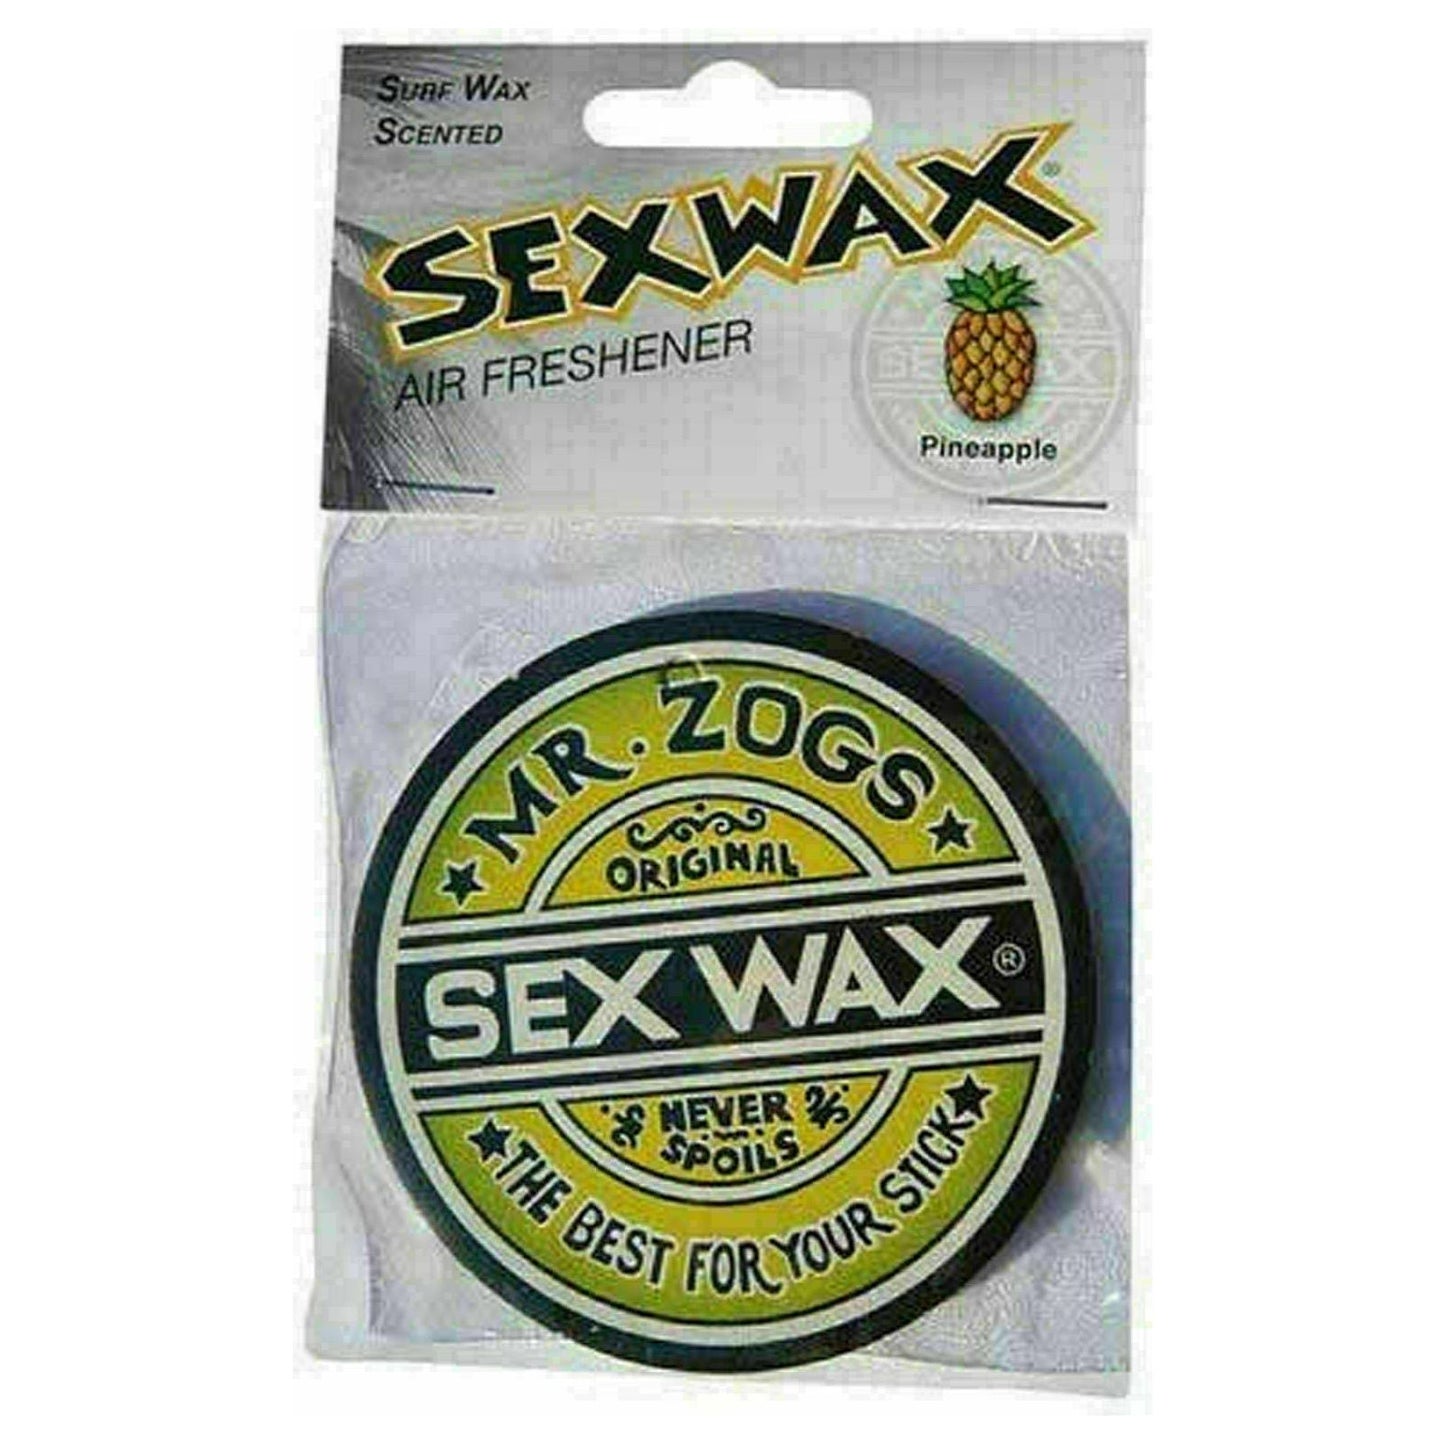 SURF WAX
SCENTED
SEXWAX®
AIR FRESHENER
Pineapple
MR. ZOGS
ORIGINAL
SEX WAX®
NEVER
SPOILS
THE BEST FOR YOUR STICK